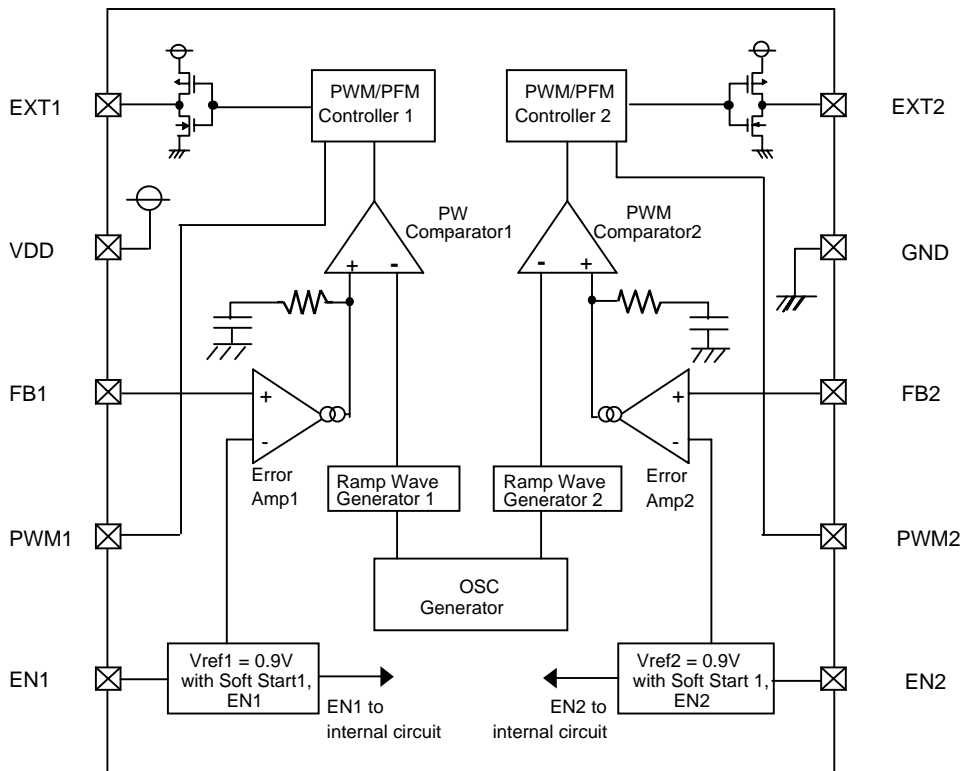 EXT1
PWM/PFM
Controller 1
PWM/PFM
Controller 2
EXT2
VDD
PW
Comparator1
PWM
Comparator2
GND
+ -
- +
FB1
+
-
Error
Amp1
+
-
Error
Amp2
FB2
Ramp Wave
Generator 1
Ramp Wave
Generator 2
PWM1
PWM2
OSC
Generator
EN1
Vref1 = 0.9V
with Soft Start1,
EN1
EN1 to
internal circuit
EN2 to
internal circuit
Vref2 = 0.9V
with Soft Start 1,
EN2
EN2